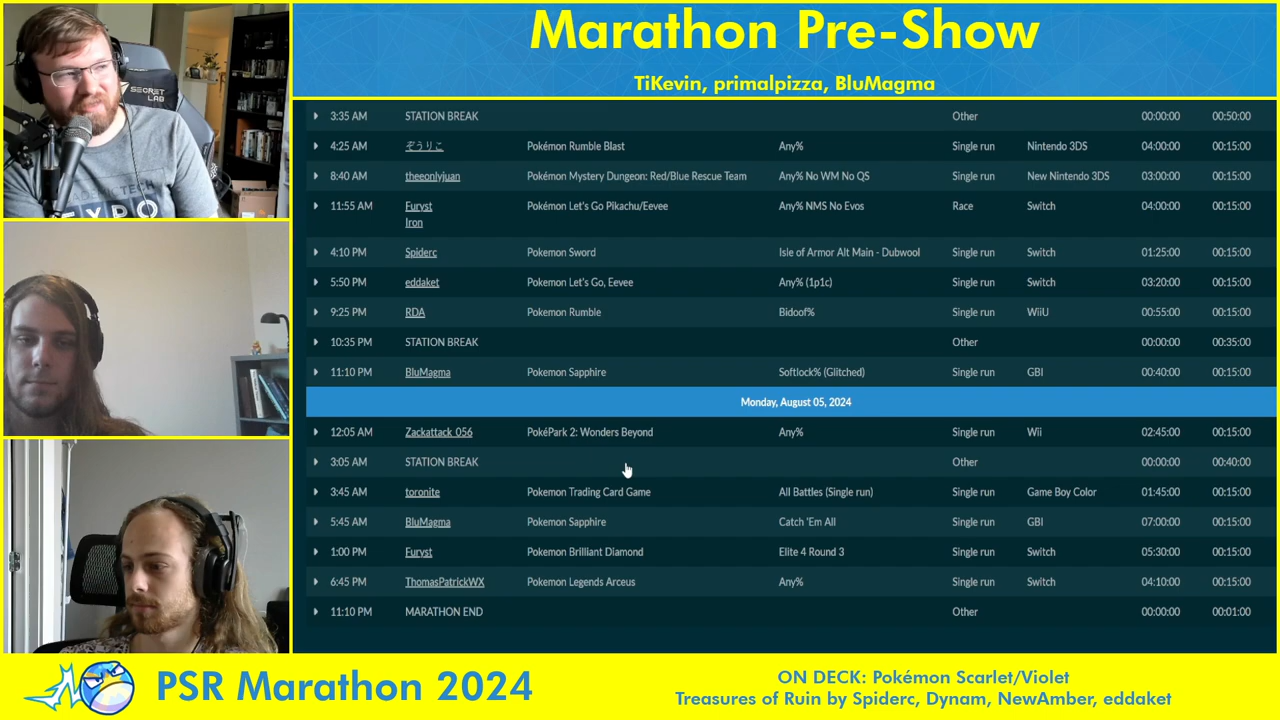 SECRET
LAB
TECH
EXPO
Marathon Pre-Show
TiKevin, primalpizza, BluMagma
3:35 AM STATION BREAK Other 00:00:00 00:50:00
4:25 AM ぞうりこ Pokémon Rumble Blast Any% Single run Nintendo 3DS 04:00:00 00:15:00
8:40 AM theeonlyjuan Pokémon Mystery Dungeon: Red/Blue Rescue Team Any% No WM No QS Single run New Nintendo 3DS 03:00:00 00:15:00
11:55 AM Furyst Pokémon Let's Go Pikachu/Eevee Any% NMS No Evos Race Switch 04:00:00 00:15:00
Iron
4:10 PM Spiderc Pokemon Sword Isle of Armor Alt Main - Dubwool Single run Switch 01:25:00 00:15:00
5:50 PM eddaket Pokemon Let's Go, Eevee Any% (1p1c) Single run Switch 03:20:00 00:15:00
9:25 PM RDA Pokemon Rumble Bidoof% Single run WiiU 00:55:00 00:15:00
10:35 PM STATION BREAK Other 00:00:00 00:35:00
11:10 PM BluMagma Pokemon Sapphire Softlock% (Glitched) Single run GBI 00:40:00 00:15:00
Monday, August 05, 2024
12:05 AM Zackattack_056 PokéPark 2: Wonders Beyond Any% Single run Wii 02:45:00 00:15:00
3:05 AM STATION BREAK Other 00:00:00 00:40:00
3:45 AM toronite Pokemon Trading Card Game All Battles (Single run) Single run Game Boy Color 01:45:00 00:15:00
5:45 AM BluMagma Pokemon Sapphire Catch 'Em All Single run GBI 07:00:00 00:15:00
1:00 PM Furyst Pokemon Brilliant Diamond Elite 4 Round 3 Single run Switch 05:30:00 00:15:00
6:45 PM ThomasPatrickWX Pokemon Legends Arceus Any% Single run Switch 04:10:00 00:15:00
11:10 PM MARATHON END Other 00:00:00 00:01:00
PSR Marathon 2024
ON DECK: Pokémon Scarlet/Violet
Treasures of Ruin by Spiderc, Dynam, NewAmber, eddaket